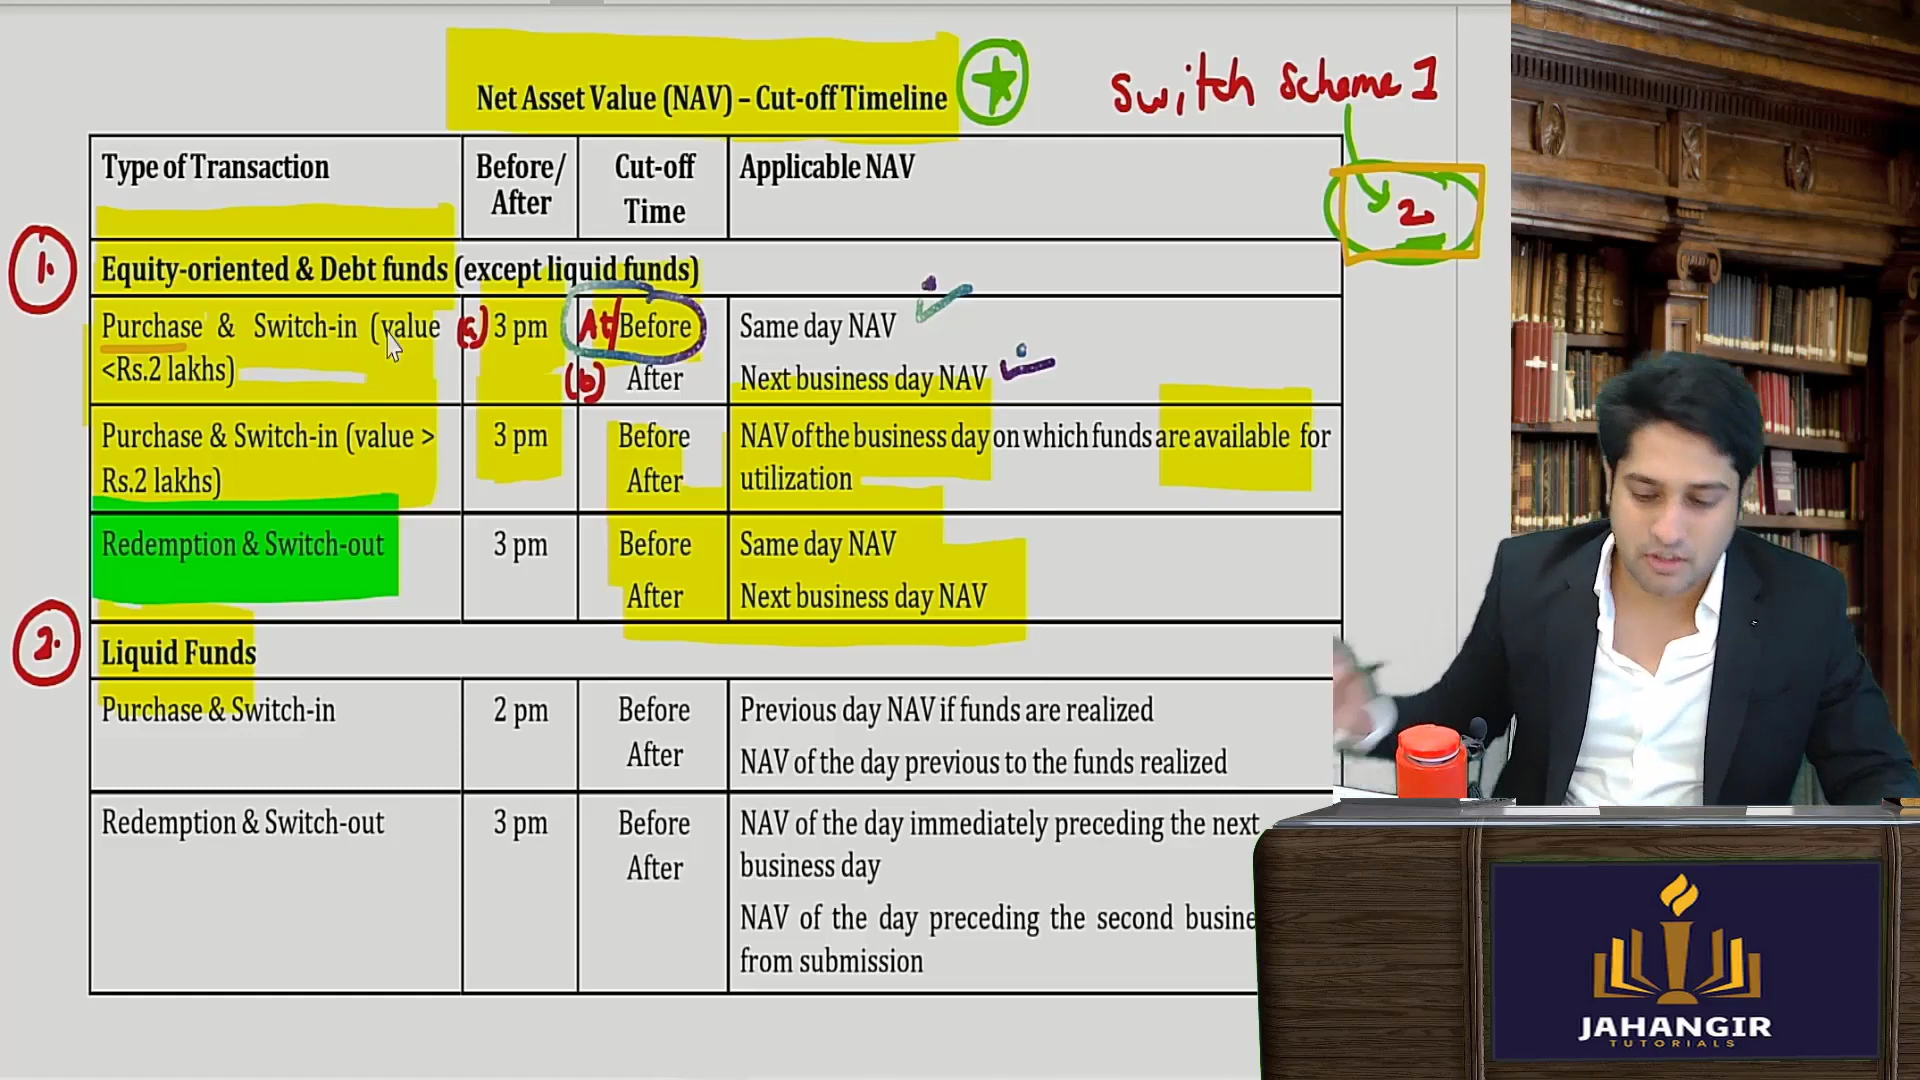 Net Asset Value (NAV) – Cut-off Timeline
Switch Scheme 1
2
Type of Transaction
Before/
After
Cut-off
Time
Applicable NAV
1.
Equity-oriented & Debt funds (except liquid funds)
Purchase & Switch-in (value
<Rs.2 lakhs)
(a)
3 pm
At/
Before
Same day NAV
(b)
After
Next business day NAV
Purchase & Switch-in (value >
Rs.2 lakhs)
3 pm
Before
After
NAV of the business day on which funds are available for
utilization
Redemption & Switch-out
3 pm
Before
Same day NAV
After
Next business day NAV
2.
Liquid Funds
Purchase & Switch-in
2 pm
Before
Previous day NAV if funds are realized
After
NAV of the day previous to the funds realized
Redemption & Switch-out
3 pm
Before
After
NAV of the day immediately preceding the next
business day
NAV of the day preceding the second busine
from submission
JAHANGIR
TUTORIALS